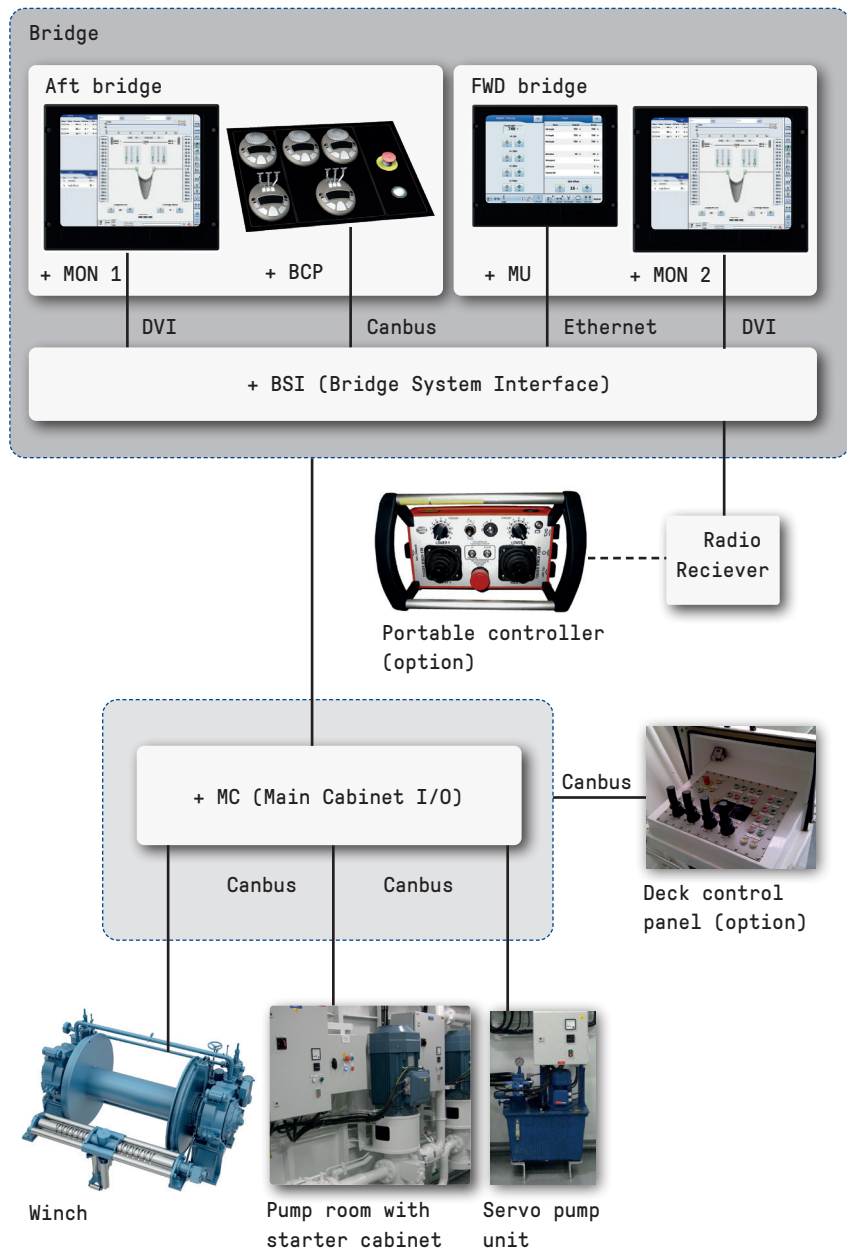 Bridge
Aft bridge
FWD bridge
+ MON 1
+ BCP
+ MU
+ MON 2
DVI
Canbus
Ethernet
DVI
+ BSI (Bridge System Interface)
Radio
Reciever
Portable controller
(option)
+ MC (Main Cabinet I/O)
Canbus
Canbus
Canbus
Deck control
panel (option)
Winch
Pump room with
starter cabinet
Servo pump
unit